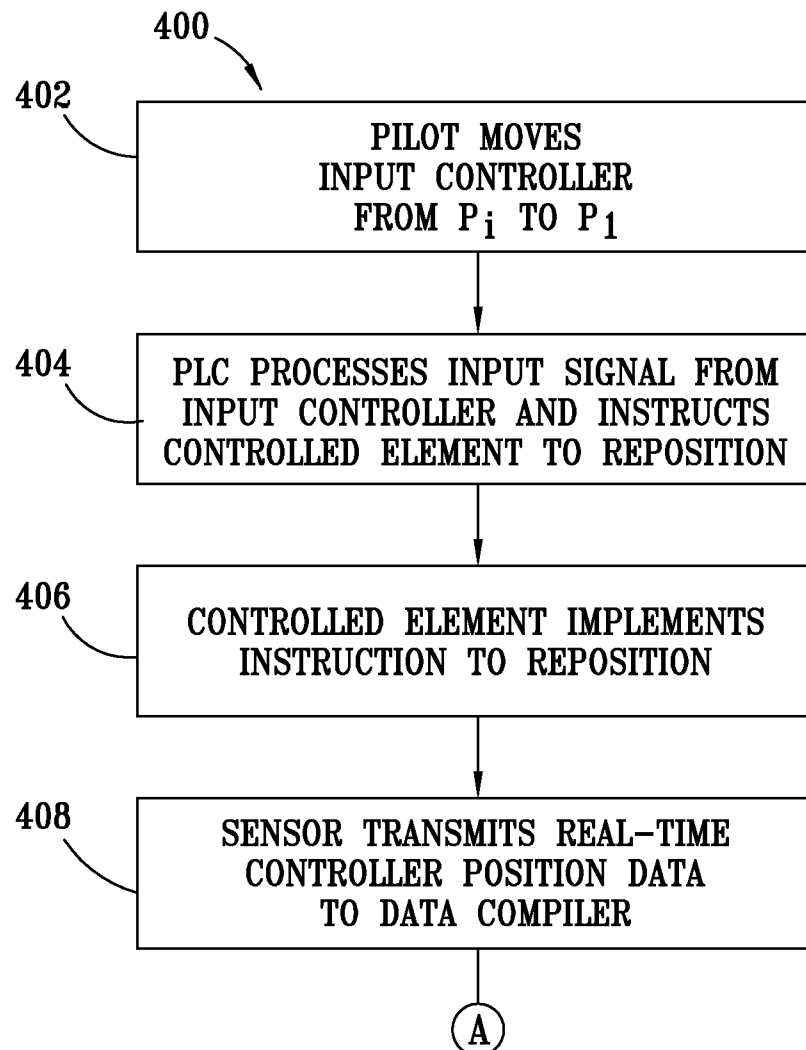 400
402
PILOT MOVES
INPUT CONTROLLER
FROM Pi TO P1
404
PLC PROCESSES INPUT SIGNAL FROM
INPUT CONTROLLER AND INSTRUCTS
CONTROLLED ELEMENT TO REPOSITION
406
CONTROLLED ELEMENT IMPLEMENTS
INSTRUCTION TO REPOSITION
408
SENSOR TRANSMITS REAL-TIME
CONTROLLER POSITION DATA
TO DATA COMPILER
A